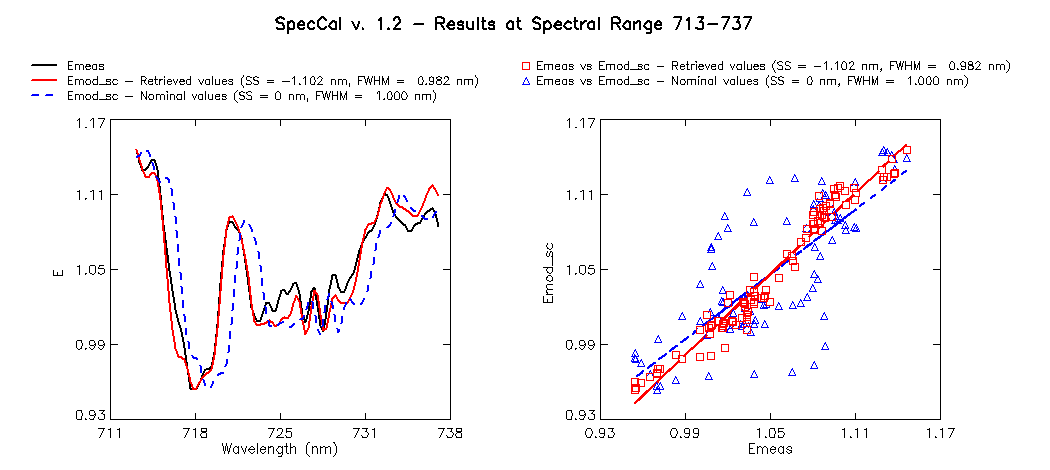 SpecCal v. 1.2 - Results at Spectral Range 713-737
Emeas
Emod_sc - Retrieved values (SS = -1.102 nm, FWHM = 0.982 nm)
Emod_sc - Nominal values (SS = 0 nm, FWHM = 1.000 nm)
Emeas vs Emod_sc - Retrieved values (SS = -1.102 nm, FWHM = 0.982 nm)
Emeas vs Emod_sc - Nominal values (SS = 0 nm, FWHM = 1.000 nm)
1.17
1.11
1.05
0.99
0.93
E
711 718 725 731 738
Wavelength (nm)
1.17
1.11
1.05
0.99
0.93
Emod_sc
0.93 0.99 1.05 1.11 1.17
Emeas